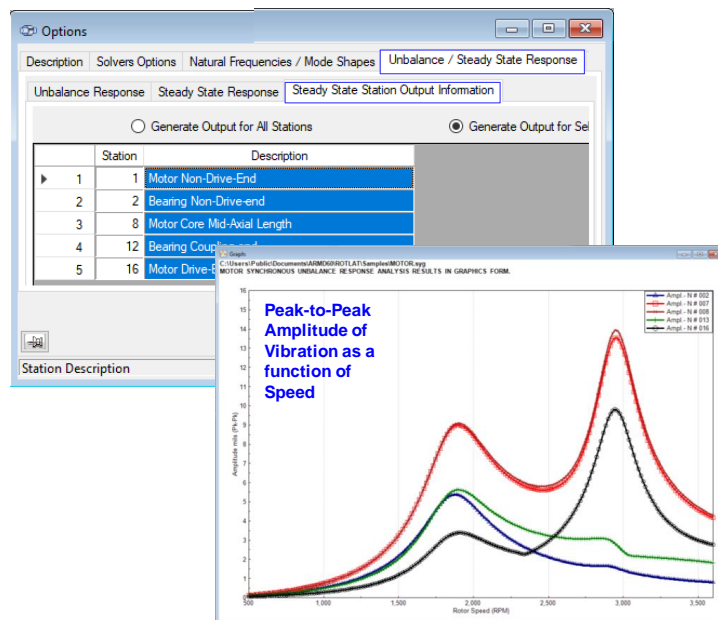 Options
Description Solvers Options Natural Frequencies / Mode Shapes Unbalance / Steady State Response
Unbalance Response Steady State Response Steady State Station Output Information
Generate Output for All Stations Generate Output for Sel
Station Description
1 1 Motor Non-Drive-End
2 2 Bearing Non-Drive-end
3 8 Motor Core Mid-Axial Length
4 12 Bearing Coupling-end
5 16 Motor Drive-E
Station Description
Graph
C:\Users\Public\Documents\ARMD60\ROTLAT\Samples\MOTOR.syg
MOTOR SYNCHRONOUS UNBALANCE RESPONSE ANALYSIS RESULTS IN GRAPHICS FORM.
Peak-to-Peak
Amplitude of
Vibration as a
function of
Speed
Ampl.- N # 002
Ampl.- N # 007
Ampl.- N # 008
Ampl.- N # 013
Ampl.- N # 016
Amplitude mils (Pk-Pk)
16
15
14
13
12
11
10
9
8
7
6
5
4
3
2
1
0
500 1,000 1,500 2,000 2,500 3,000 3,500
Rotor Speed (RPM)